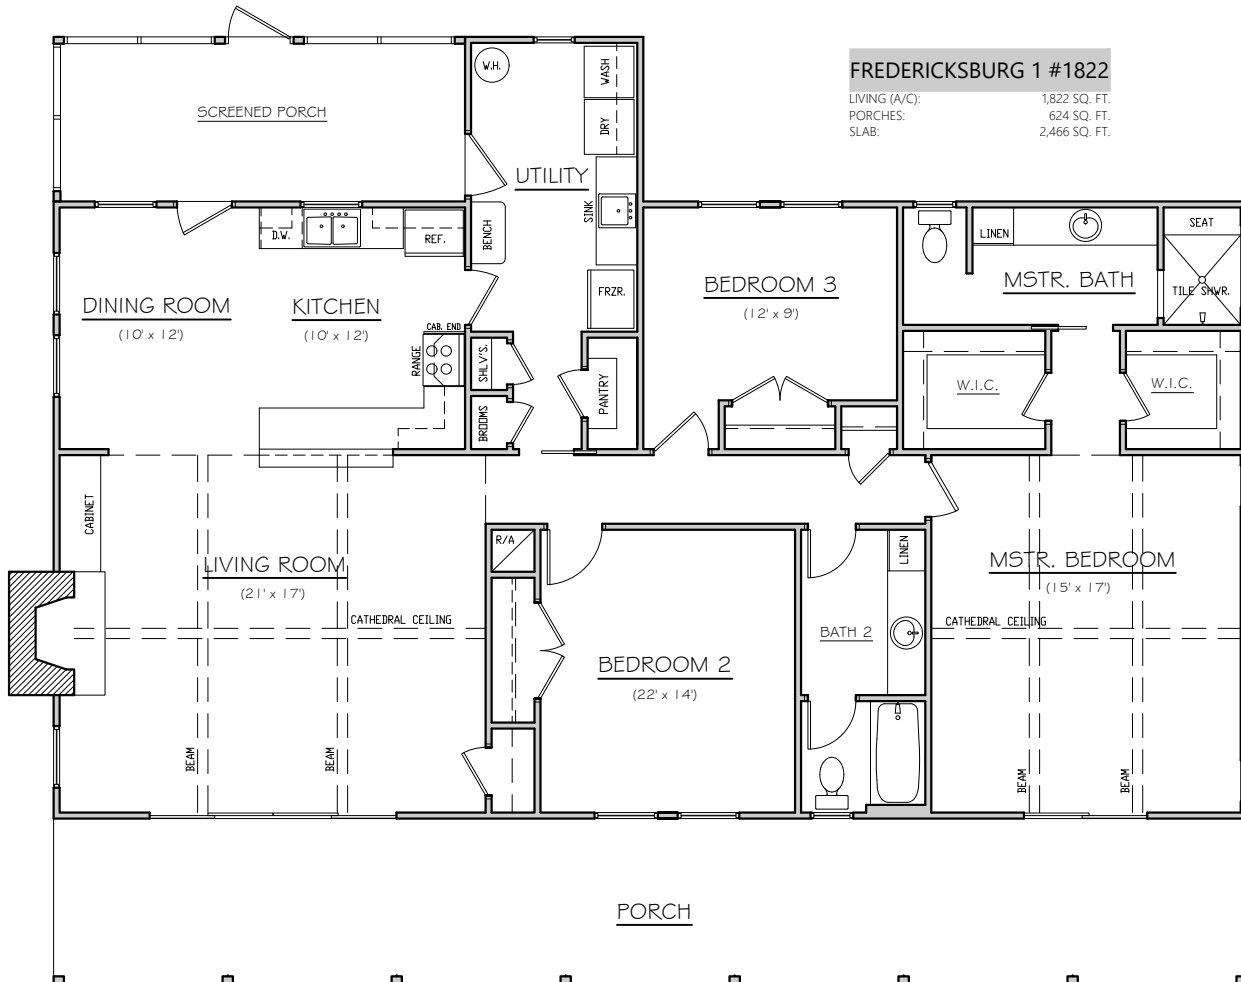 FREDERICKSBURG 1 #1822
LIVING (A/C): 1,822 SQ. FT.
PORCHES: 624 SQ. FT.
SLAB: 2,466 SQ. FT.
W.H.
WASH
DRY
SCREENED PORCH
UTILITY
SINK
BENCH
D.W.
REF.
FRZR.
LINEN
SEAT
MSTR. BATH
TILE SHWR.
BEDROOM 3
(12' x 9')
DINING ROOM
(10' x 12')
KITCHEN
(10' x 12')
CAB. END
RANGE
SHLV'S.
BROOMS
PANTRY
W.I.C.
W.I.C.
CABINET
LIVING ROOM
(21' x 17')
CATHEDRAL CEILING
BEAM
BEAM
R/A
BEDROOM 2
(22' x 14')
LINEN
BATH 2
MSTR. BEDROOM
(15' x 17')
CATHEDRAL CEILING
BEAM
BEAM
PORCH